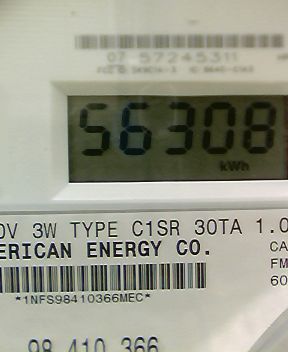 07 57245311
56308
kWh
0V 3W TYPE C1SR 30TA 1.0
ERICAN ENERGY CO.
CA
FM
60
*1NFS98410366MEC*
98 410 366